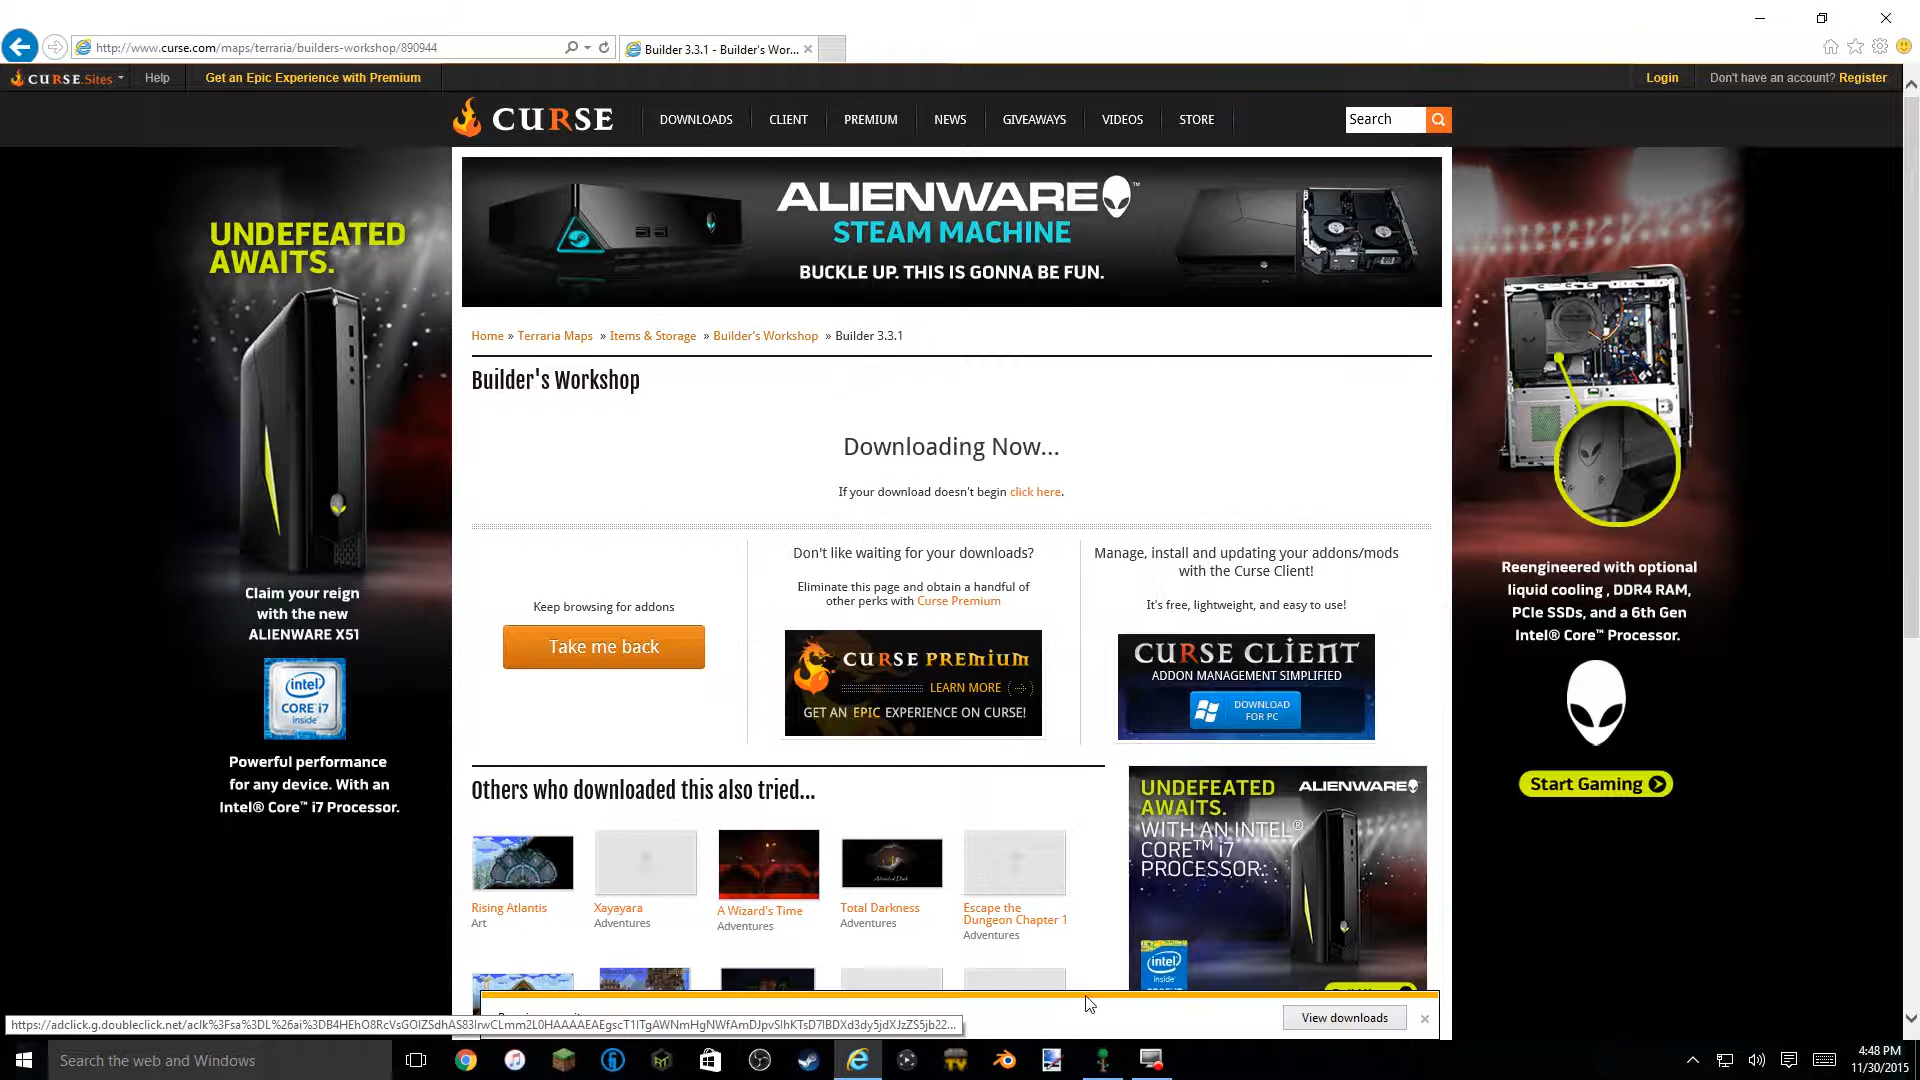 http://www.curse.com/maps/terraria/builders-workshop/890944
Builder 3.3.1 - Builder's Wor...
CURSE Sites
Help
Get an Epic Experience with Premium
Login
Don't have an account? Register
CURSE
DOWNLOADS
CLIENT
PREMIUM
NEWS
GIVEAWAYS
VIDEOS
STORE
Search
ALIENWARE
STEAM MACHINE
BUCKLE UP. THIS IS GONNA BE FUN.
UNDEFEATED
AWAITS.
Claim your reign
with the new
ALIENWARE X51
intel
CORE i7
inside
Powerful performance
for any device. With an
Intel® Core™ i7 Processor.
Home » Terraria Maps » Items & Storage » Builder's Workshop » Builder 3.3.1
Builder's Workshop
Downloading Now...
If your download doesn't begin click here.
Keep browsing for addons
Take me back
Don't like waiting for your downloads?
Eliminate this page and obtain a handful of
other perks with Curse Premium
CURSE PREMIUM
LEARN MORE
GET AN EPIC EXPERIENCE ON CURSE!
Manage, install and updating your addons/mods
with the Curse Client!
It's free, lightweight, and easy to use!
CURSE CLIENT
ADDON MANAGEMENT SIMPLIFIED
DOWNLOAD
FOR PC
Reengineered with optional
liquid cooling , DDR4 RAM,
PCIe SSDs, and a 6th Gen
Intel® Core™ Processor.
Start Gaming
Others who downloaded this also tried...
Rising Atlantis
Art
Xayayara
Adventures
A Wizard's Time
Adventures
Total Darkness
Adventures
Escape the
Dungeon Chapter 1
Adventures
UNDEFEATED
AWAITS.
ALIENWARE
WITH AN INTEL®
CORE™ i7
PROCESSOR.
intel
inside
View downloads
https://adclick.g.doubleclick.net/aclk%3Fsa%3DL%26ai%3DB4HEhO8RcVsGOIZSdhAS83IrwCLmm2L0HAAAAEAEgscT1ITgAWNmHgNWfAmDJpvSIhKTsD7IBDXd3dy5jdXJzZS5jb22...
Search the web and Windows
TV
4:48 PM
11/30/2015